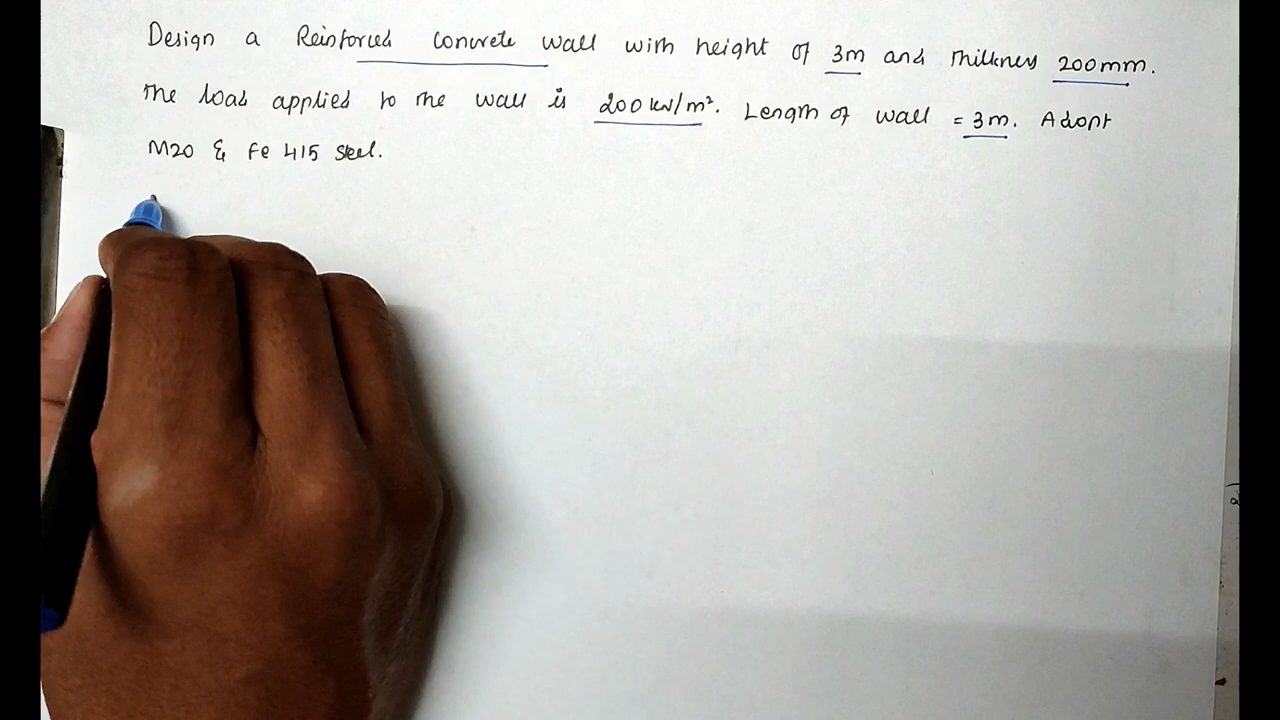 Design a Reinforced concrete wall with height of 3m and thickness 200mm.
The load applied to the wall is 200 kN/m². Length of wall = 3m. Adopt
M20 & Fe 415 steel.